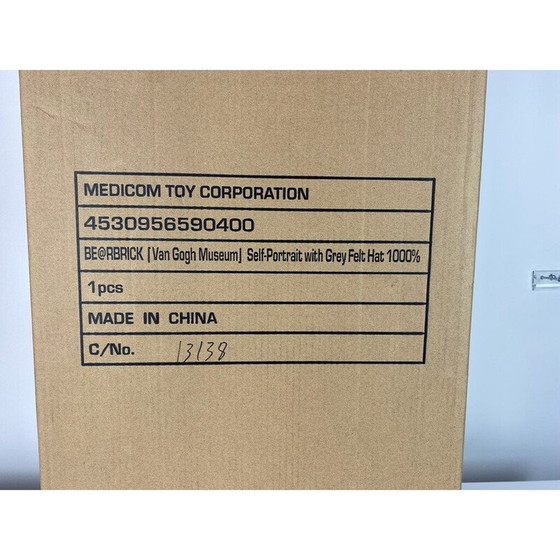 MEDICOM TOY CORPORATION
4530956590400
BE@RBRICK「Van Gogh Museum」 Self-Portrait with Grey Felt Hat 1000%
1pcs
MADE IN CHINA
C/No. 13138